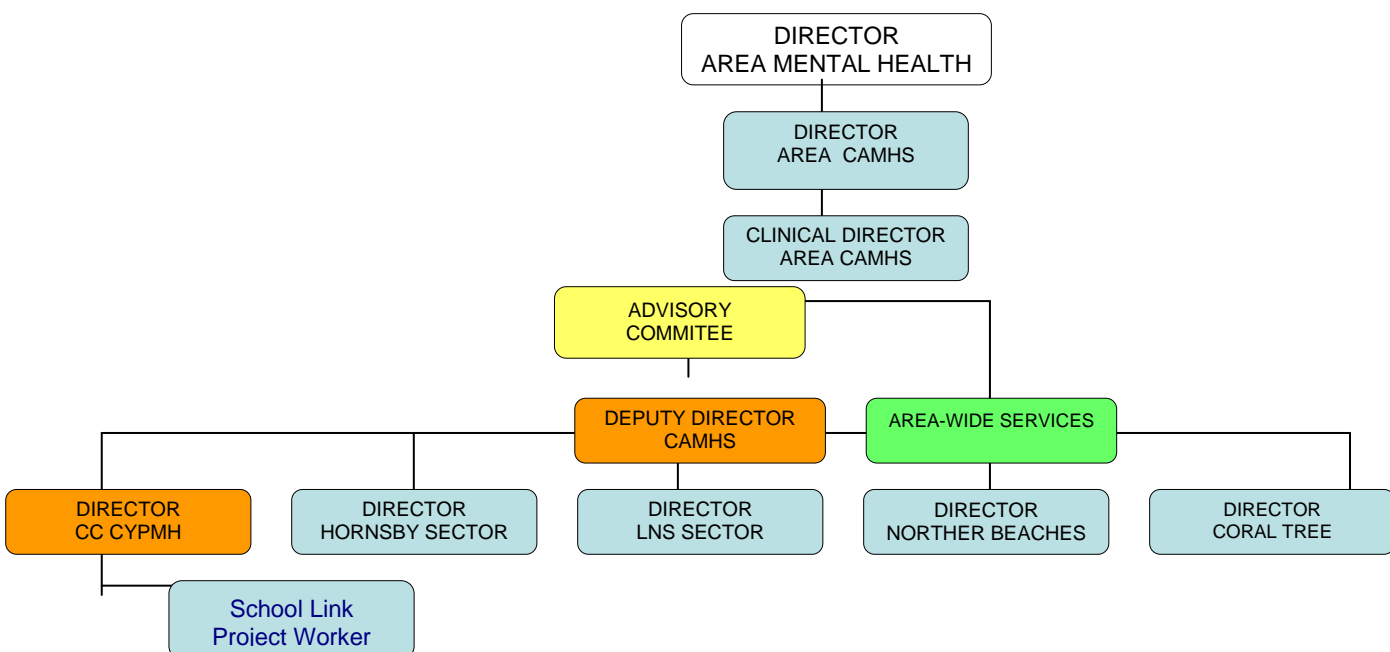 DIRECTOR
AREA MENTAL HEALTH
DIRECTOR
AREA CAMHS
CLINICAL DIRECTOR
AREA CAMHS
ADVISORY
COMMITEE
DEPUTY DIRECTOR
CAMHS
AREA-WIDE SERVICES
DIRECTOR
CC CYPMH
DIRECTOR
HORNSBY SECTOR
DIRECTOR
LNS SECTOR
DIRECTOR
NORTHER BEACHES
DIRECTOR
CORAL TREE
School Link
Project Worker